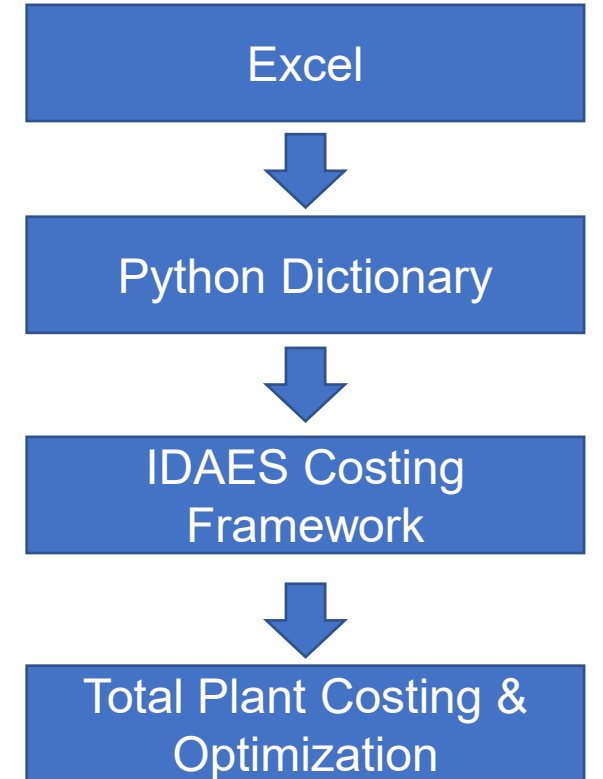 Excel
Python Dictionary
IDAES Costing
Framework
Total Plant Costing &
Optimization